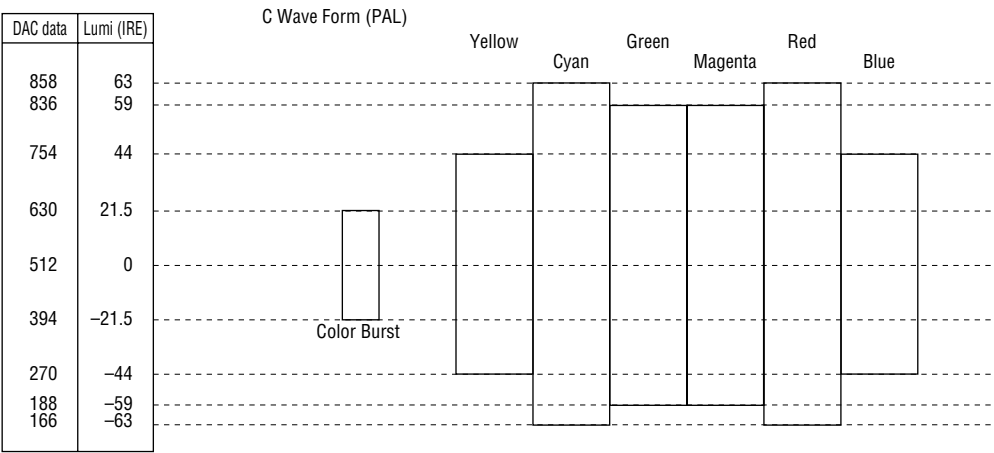 C Wave Form (PAL)
DAC data Lumi (IRE)
Yellow Green Red
Cyan Magenta Blue
858 63
836 59
754 44
630 21.5
512 0
394 –21.5
Color Burst
270 –44
188 –59
166 –63